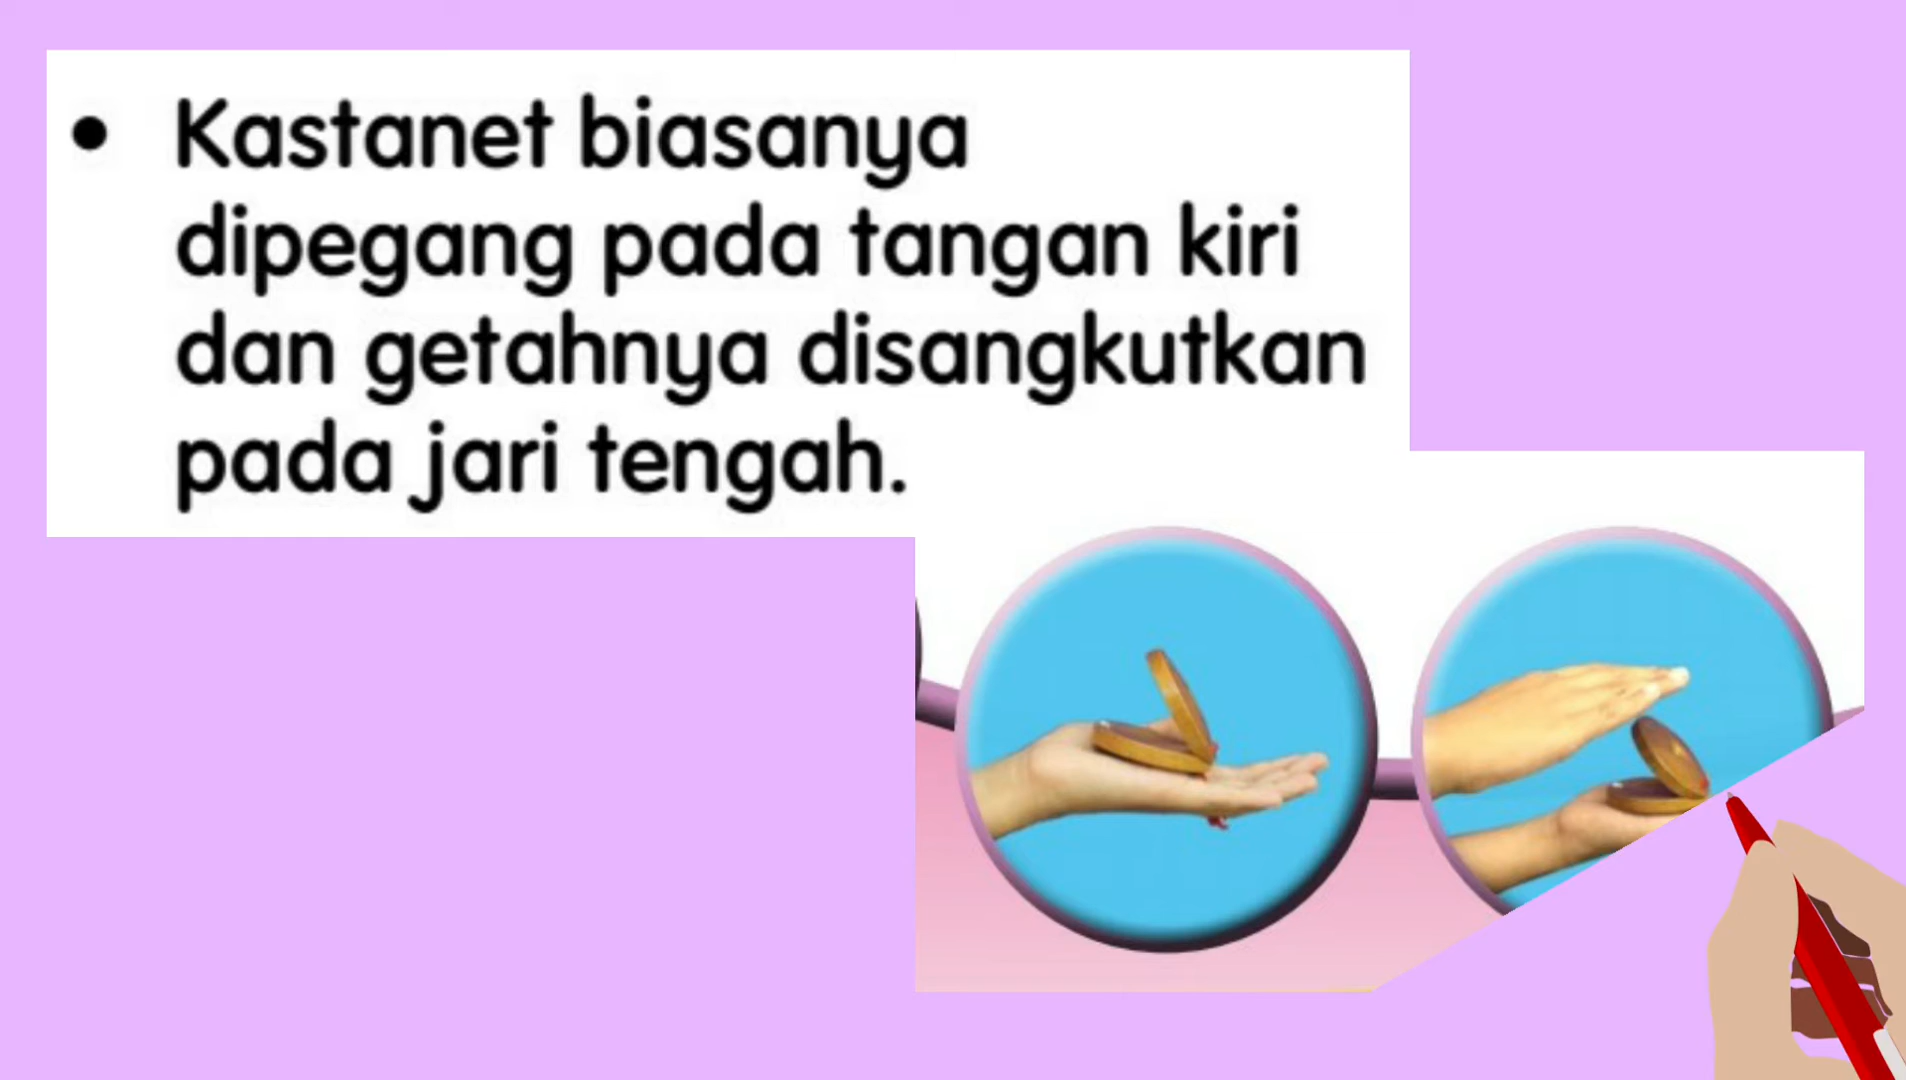 • Kastanet biasanya
dipegang pada tangan kiri
dan getahnya disangkutkan
pada jari tengah.